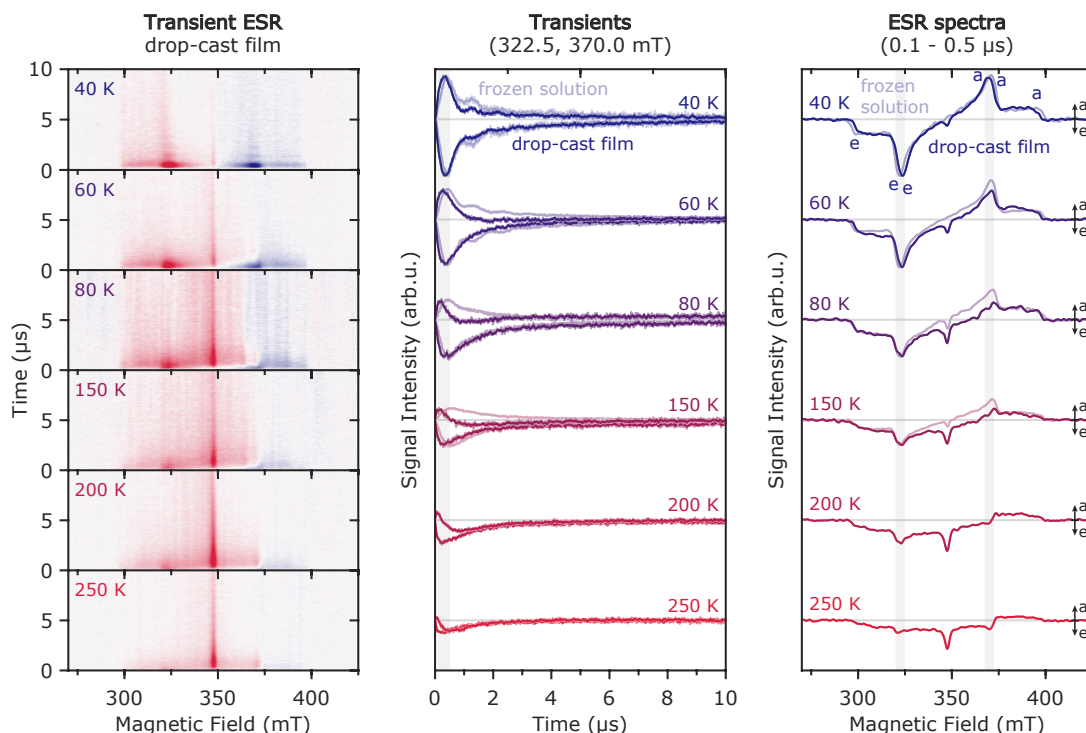 Transient ESR
drop-cast film
10
5
0
40 K
5
0
60 K
5
0
80 K
5
0
150 K
5
0
200 K
5
0
250 K
Time (µs)
300
350
400
Magnetic Field (mT)
Transients
(322.5, 370.0 mT)
frozen solution
40 K
drop-cast film
60 K
80 K
150 K
200 K
250 K
Signal Intensity (arb.u.)
0
2
4
6
8
10
Time (µs)
ESR spectra
(0.1 - 0.5 µs)
frozen
solution
a
a
a
40 K
a
e
e
drop-cast film
e e
60 K
a
e
80 K
a
e
150 K
a
e
200 K
a
e
250 K
a
e
Signal Intensity (arb.u.)
300
350
400
Magnetic Field (mT)